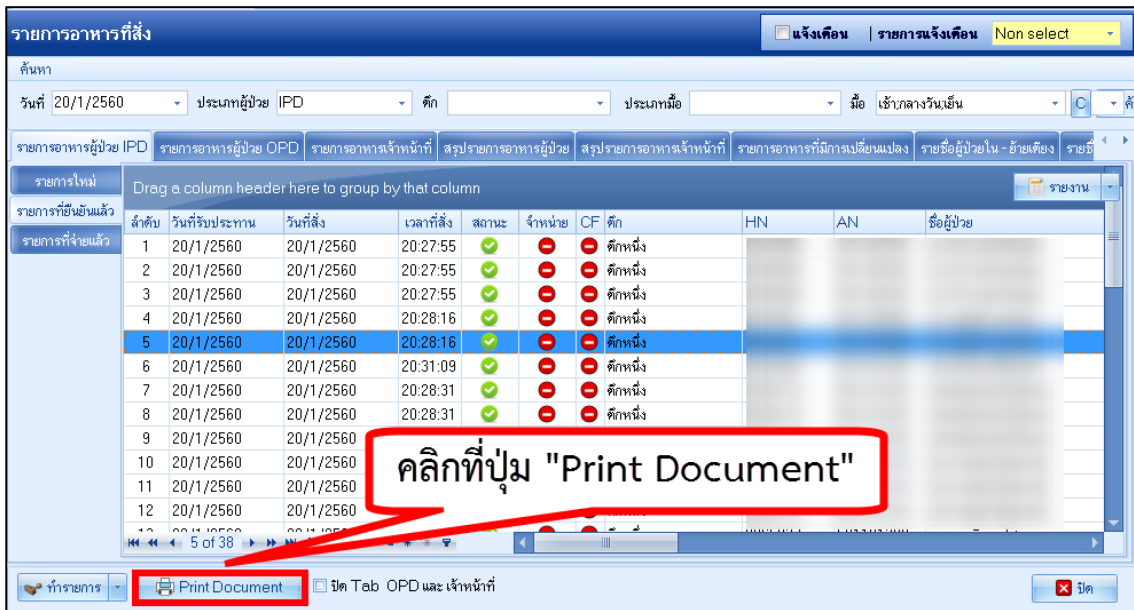 รายการอาหารที่สั่ง แจ้งเตือน | รายการแจ้งเตือน Non select
ค้นหา
วันที่ 20/1/2560 ประเภทผู้ป่วย IPD ตึก ประเภทมื้อ มื้อ เช้า;กลางวัน;เย็น C
รายการอาหารผู้ป่วย IPD รายการอาหารผู้ป่วย OPD รายการอาหารเจ้าหน้าที่ สรุปรายการอาหารผู้ป่วย สรุปรายการอาหารเจ้าหน้าที่ รายการอาหารที่มีการเปลี่ยนแปลง รายชื่อผู้ป่วยใน - ย้ายเตียง
รายการใหม่
รายการที่ยืนยันแล้ว
รายการที่จ่ายแล้ว
Drag a column header here to group by that column รายงาน
ลำดับ วันที่รับประทาน วันที่สั่ง เวลาที่สั่ง สถานะ จำหน่าย CF ตึก HN AN ชื่อผู้ป่วย
1 20/1/2560 20/1/2560 20:27:55 ตึกหนึ่ง
2 20/1/2560 20/1/2560 20:27:55 ตึกหนึ่ง
3 20/1/2560 20/1/2560 20:27:55 ตึกหนึ่ง
4 20/1/2560 20/1/2560 20:28:16 ตึกหนึ่ง
5 20/1/2560 20/1/2560 20:28:16 ตึกหนึ่ง
6 20/1/2560 20/1/2560 20:31:09 ตึกหนึ่ง
7 20/1/2560 20/1/2560 20:28:31 ตึกหนึ่ง
8 20/1/2560 20/1/2560 20:28:31 ตึกหนึ่ง
9 20/1/2560 20/1/2560
10 20/1/2560 20/1/2560
11 20/1/2560 20/1/2560
12 20/1/2560 20/1/2560
คลิกที่ปุ่ม "Print Document"
5 of 38
ทำรายการ Print Document ปิด Tab OPD และ เจ้าหน้าที่ ปิด